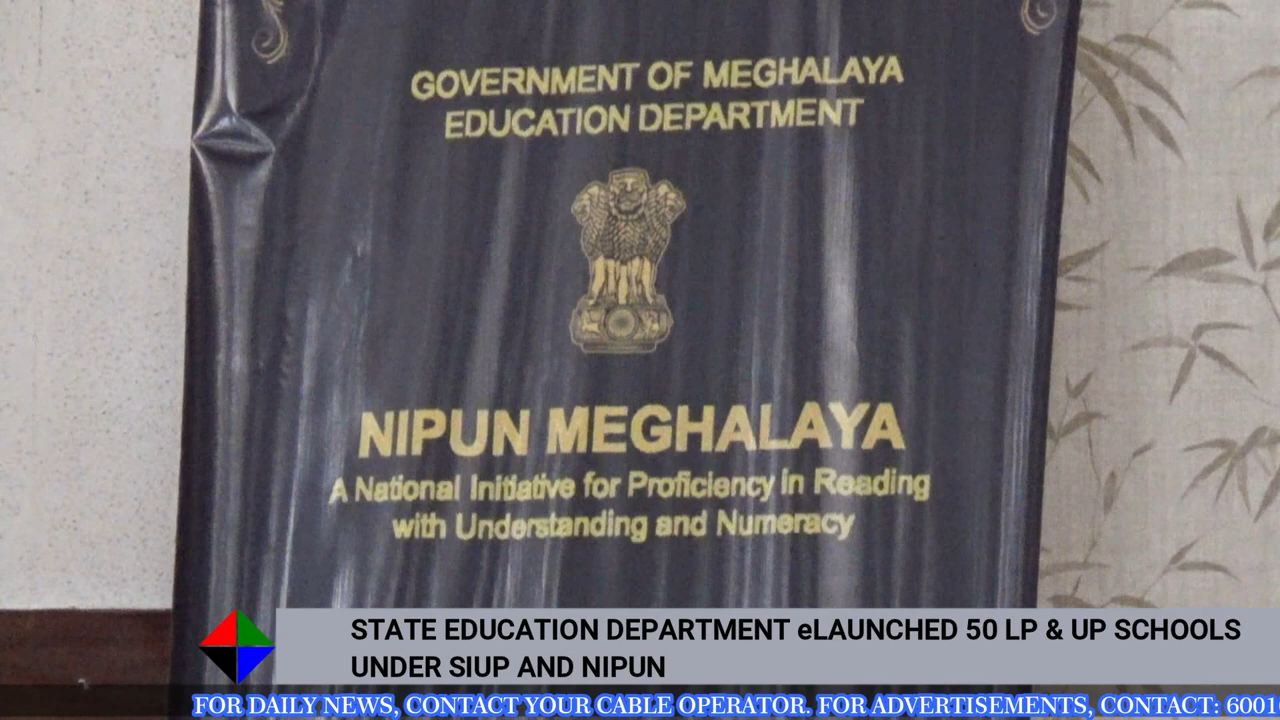 GOVERNMENT OF MEGHALAYA
EDUCATION DEPARTMENT
NIPUN MEGHALAYA
A National Initiative for Proficiency in Reading
with Understanding and Numeracy
STATE EDUCATION DEPARTMENT eLAUNCHED 50 LP & UP SCHOOLS
UNDER SIUP AND NIPUN
FOR DAILY NEWS, CONTACT YOUR CABLE OPERATOR. FOR ADVERTISEMENTS, CONTACT: 6001